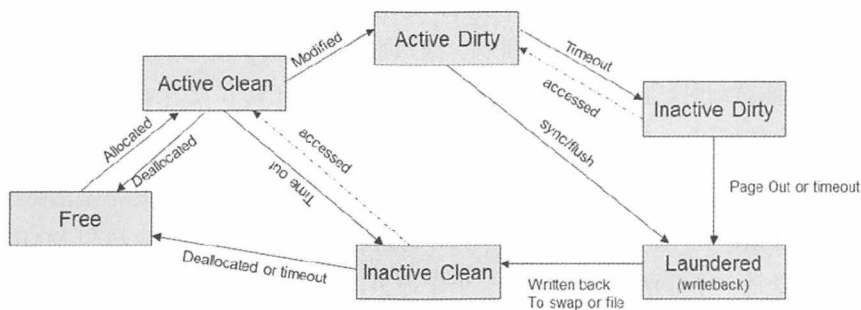 Active Dirty
Modified
Timeout
accessed
Active Clean
Inactive Dirty
Allocated
Deallocated
accessed
Time out
sync/flush
Page Out or timeout
Free
Deallocated or timeout
Inactive Clean
Written back
To swap or file
Laundered
(writeback)